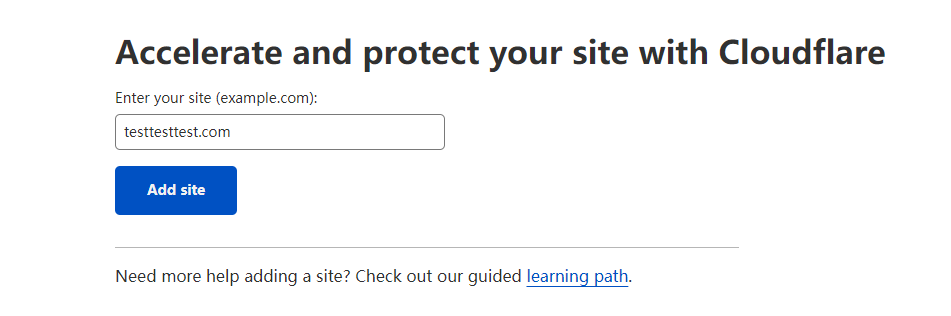 Accelerate and protect your site with Cloudflare
Enter your site (example.com):
testtesttest.com
Add site
Need more help adding a site? Check out our guided learning path.